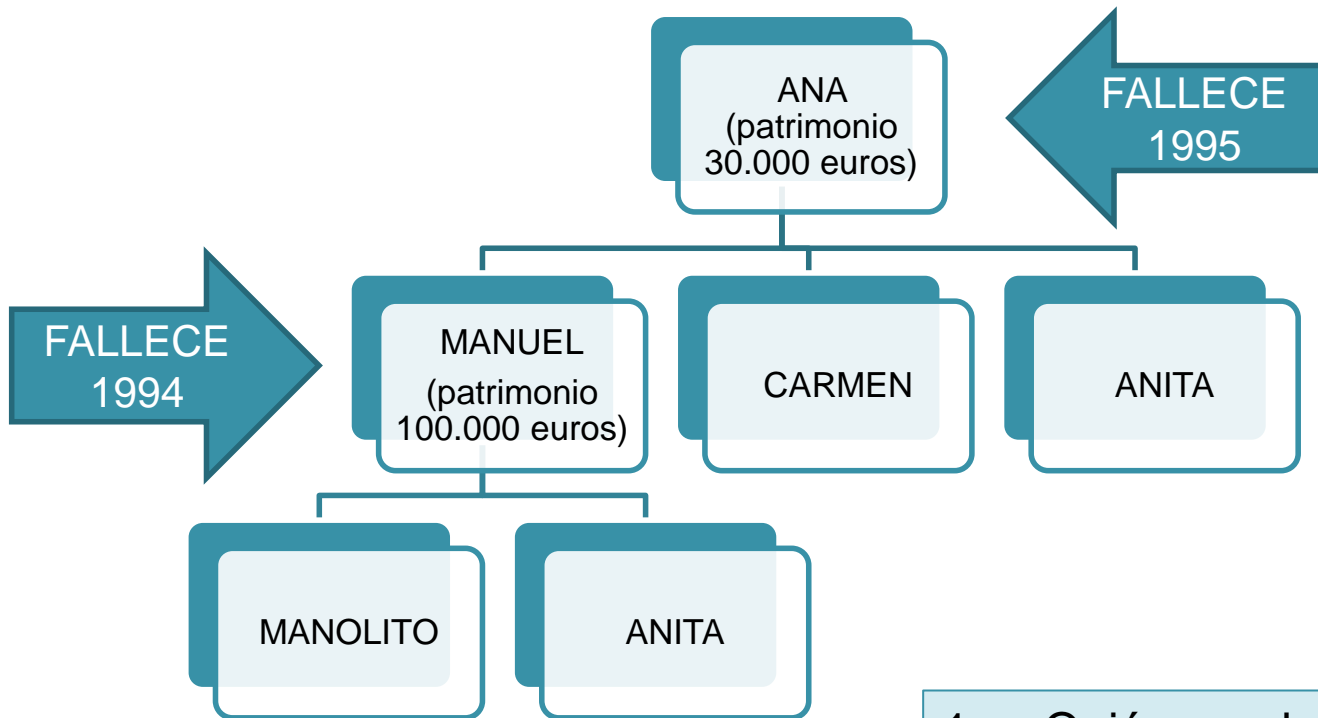 ANA
(patrimonio
30.000 euros)
FALLECE
1995
FALLECE
1994
MANUEL
(patrimonio
100.000 euros)
CARMEN
ANITA
MANOLITO
ANITA